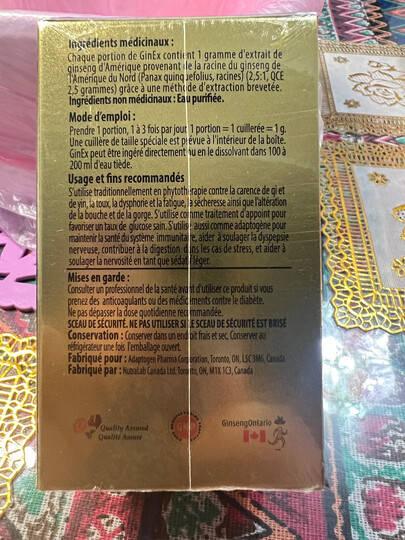 Ingrédients médicinaux :
Chaque portion de GinEx contient 1 gramme d'extrait de
ginseng d'Amérique provenant de la racine du ginseng de
l'Amérique du Nord (Panax quinquefolius, racines) (2,5:1, QCE
2,5 grammes) grâce à une méthode d'extraction brevetée.
Ingrédients non médicinaux : Eau purifiée.
Mode d'emploi :
Prendre 1 portion, 1 à 3 fois par jour 1 portion = 1 cuillerée = 1 g.
Une cuillère de taille spéciale est prévue à l'intérieur de la boîte.
GinEx peut être ingéré directement ou en le dissolvant dans 100 à
200 ml d'eau tiède.
Usage et fins recommandés
S'utilise traditionnellement en phytothérapie contre la carence de qi et
de yin, la toux, la dysphorie et la fatigue, la sécheresse ainsi que l'altération
de la bouche et de la gorge. S'utilise comme traitement d'appoint pour
favoriser un taux de glucose sain. S'utilise aussi comme adaptogène pour
maintenir la santé du système immunitaire, aider à soulager la dyspepsie
nerveuse, contribuer à la digestion dans les cas de stress, et aider à
soulager la nervosité en tant que sédatif léger.
Mises en garde :
Consulter un professionnel de la santé avant d'utiliser ce produit si vous
prenez des anticoagulants ou des médicaments contre le diabète.
Ne pas dépasser la dose quotidienne recommandée.
SCEAU DE SÉCURITÉ. NE PAS UTILISER SI LE SCEAU DE SÉCURITÉ EST BRISÉ
Conservation : Conserver dans un endroit frais et sec, Conserver au
réfrigérateur une fois l'emballage ouvert.
Fabriqué pour : Adaptogen Pharma Corporation, Toronto, ON, L5C 3M6, Canada
Fabriqué par : NutraLab Canada Ltd. Toronto, ON, M1X 1C3, Canada
Quality Assured
Qualité Assuré
GinsengOntario